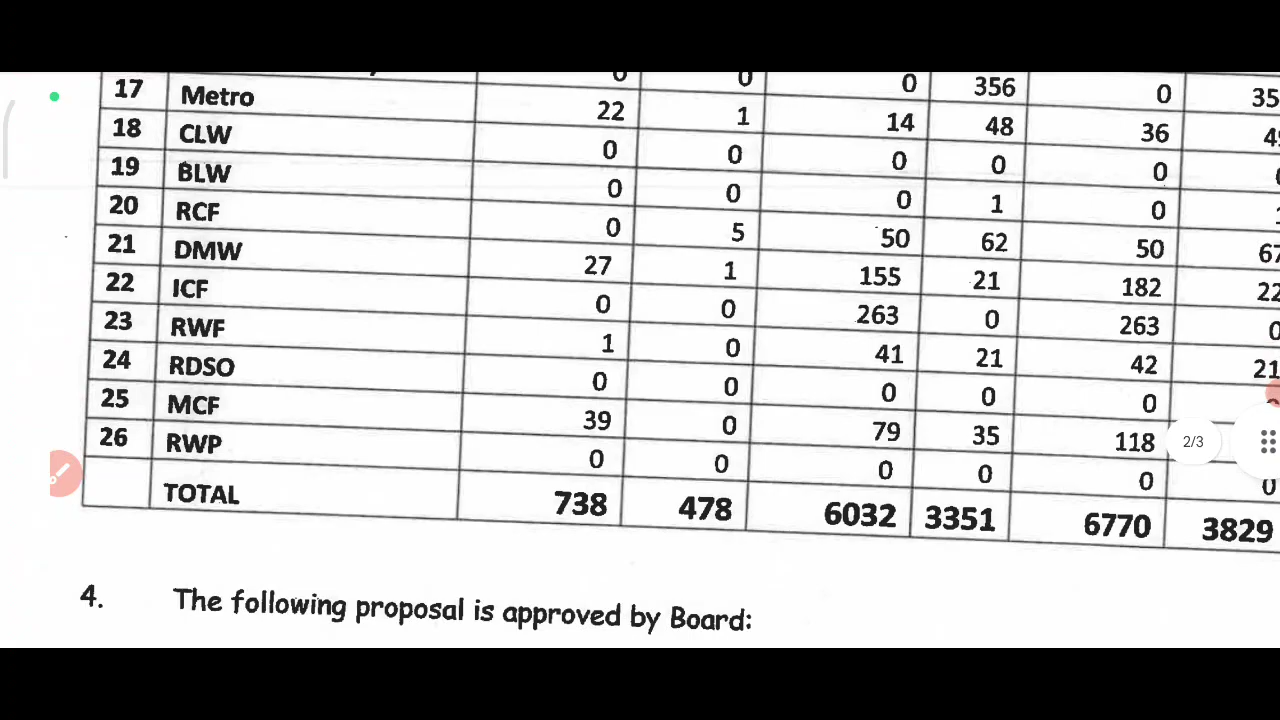 0 0 0 356 0 35
17 Metro 22 1 14 48 36
18 CLW 0 0 0 0 0
19 BLW 0 0 0 1 0
20 RCF 0 5 50 62 50 67
21 DMW 27 1 155 21 182 22
22 ICF 0 0 263 0 263 0
23 RWF 1 0 41 21 42 21
24 RDSO 0 0 0 0 0
25 MCF 39 0 79 35 118
26 RWP 0 0 0 0 0 0
TOTAL 738 478 6032 3351 6770 3829
2/3
4. The following proposal is approved by Board: